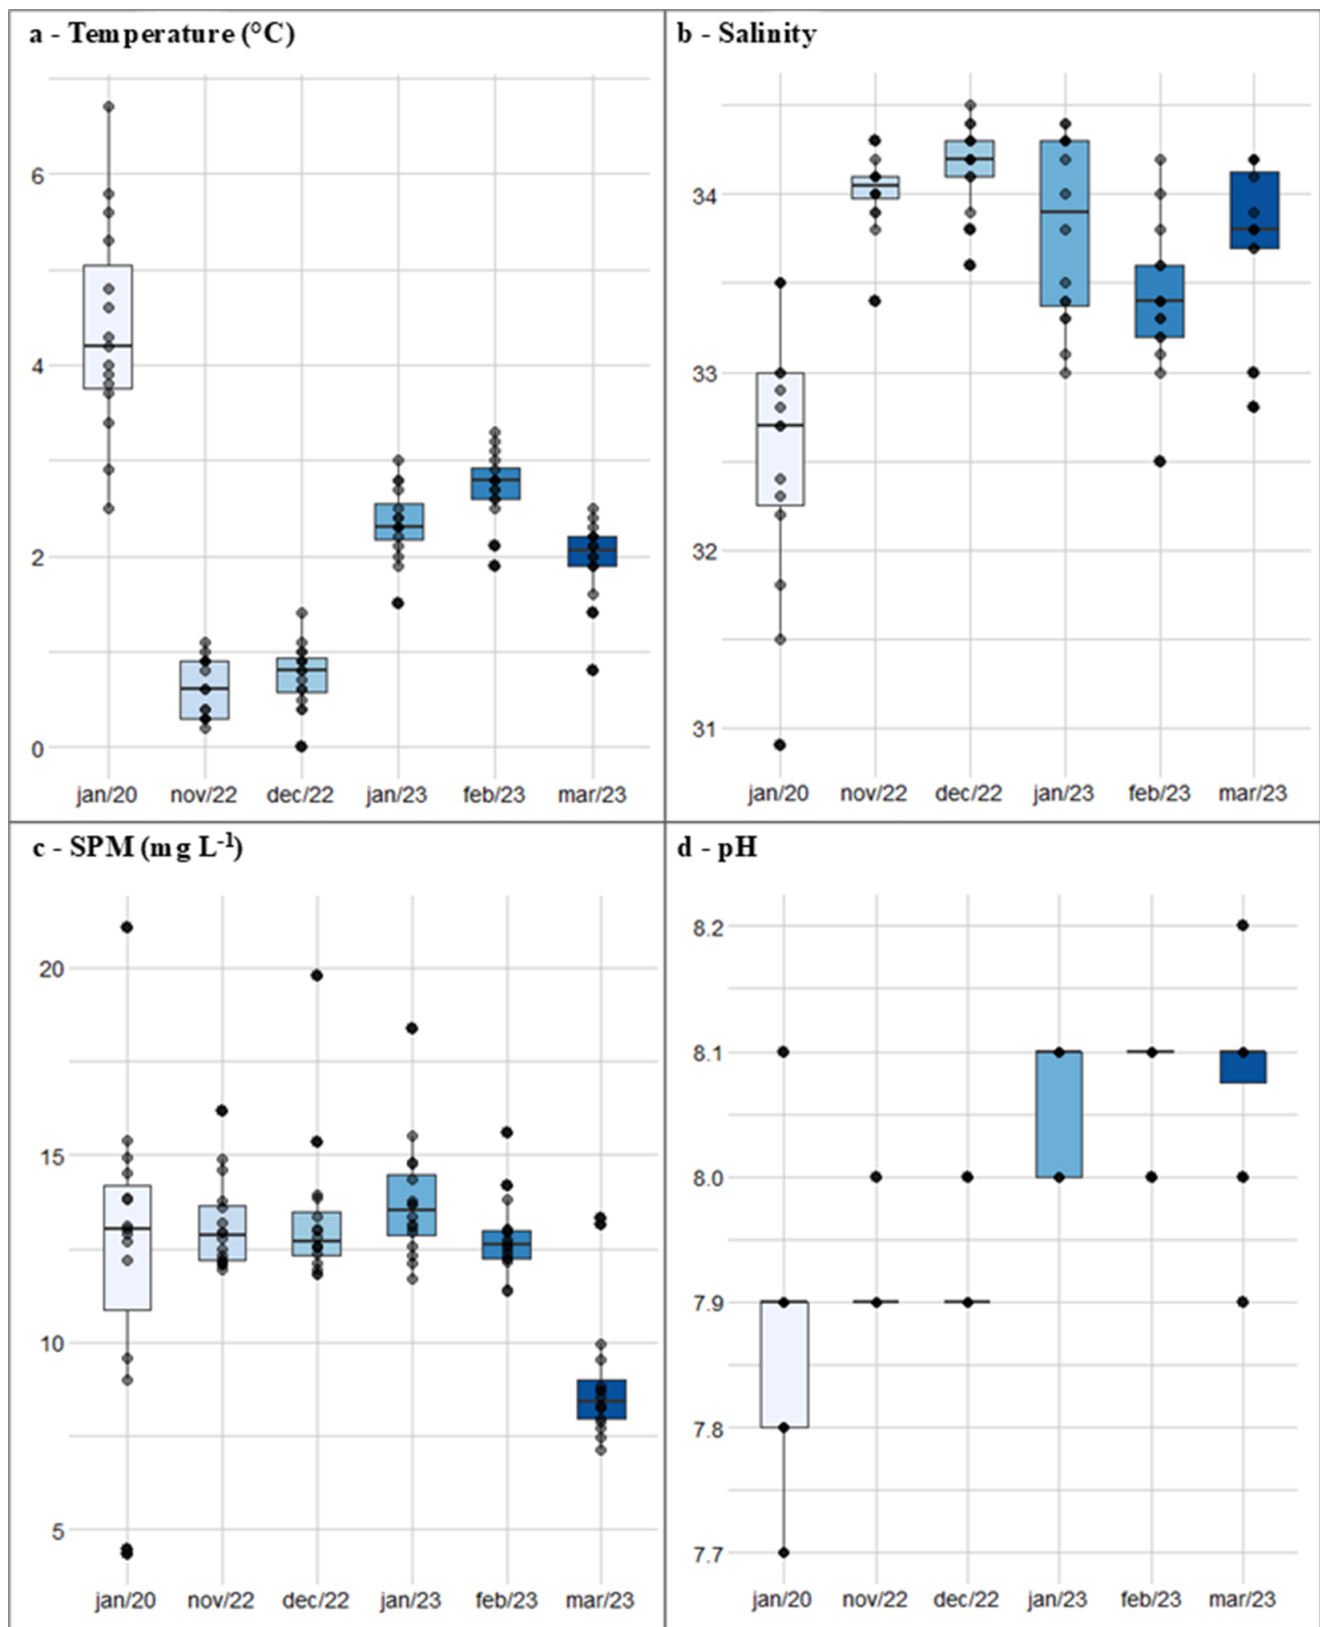 a - Temperature (°C)
6
4
2
0
jan/20 nov/22 dec/22 jan/23 feb/23 mar/23
b - Salinity
34
33
32
31
jan/20 nov/22 dec/22 jan/23 feb/23 mar/23
c - SPM (mg L⁻¹)
20
15
10
5
jan/20 nov/22 dec/22 jan/23 feb/23 mar/23
d - pH
8.2
8.1
8.0
7.9
7.8
7.7
jan/20 nov/22 dec/22 jan/23 feb/23 mar/23